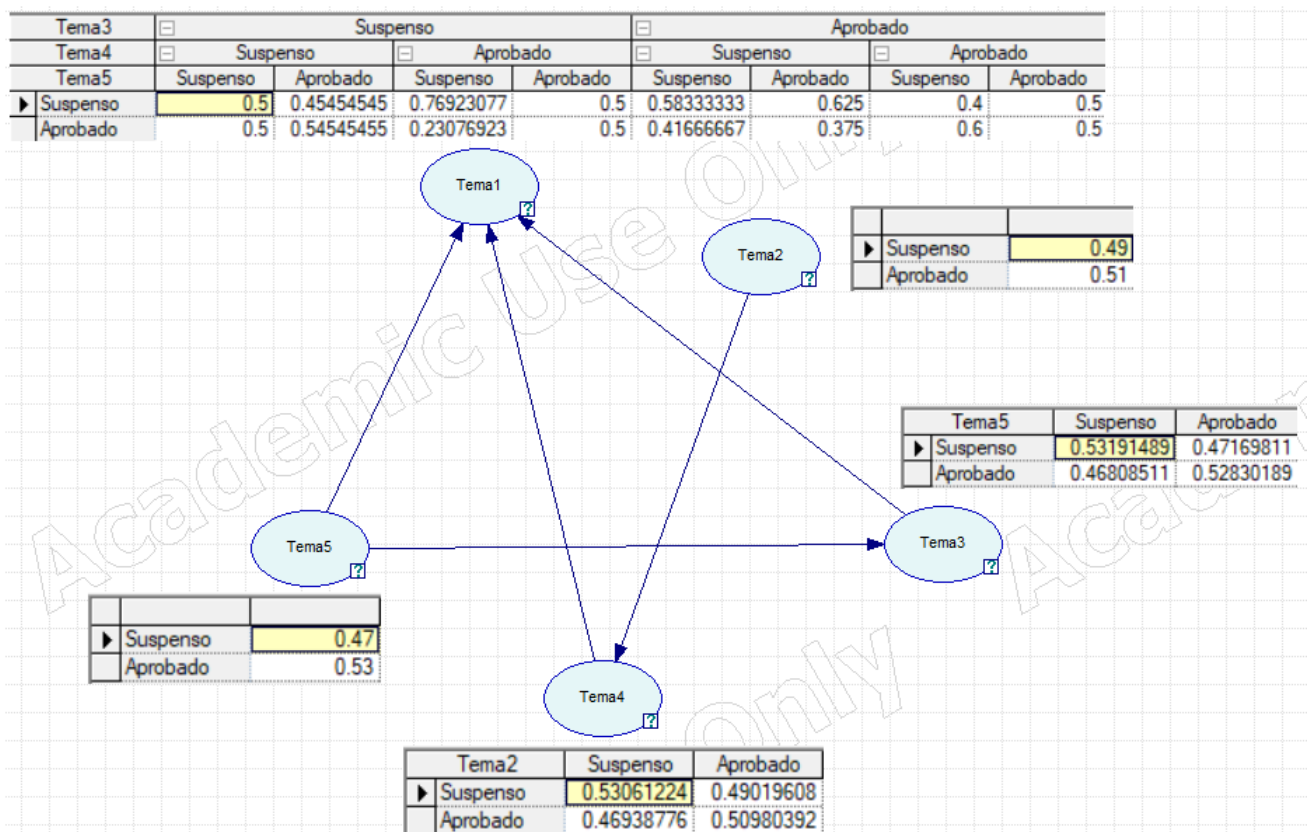 Tema3 Suspenso Aprobado
Tema4 Suspenso Aprobado Suspenso Aprobado
Tema5 Suspenso Aprobado Suspenso Aprobado Suspenso Aprobado Suspenso Aprobado
Suspenso 0.5 0.45454545 0.76923077 0.5 0.58333333 0.625 0.4 0.5
Aprobado 0.5 0.54545455 0.23076923 0.5 0.41666667 0.375 0.6 0.5
Tema1
?
Tema2
?
Suspenso 0.49
Aprobado 0.51
Tema5 Suspenso Aprobado
Suspenso 0.53191489 0.47169811
Aprobado 0.46808511 0.52830189
Tema5
?
Tema3
?
Suspenso 0.47
Aprobado 0.53
Tema4
?
Tema2 Suspenso Aprobado
Suspenso 0.53061224 0.49019608
Aprobado 0.46938776 0.50980392
Academic Use Only
Acad
Only